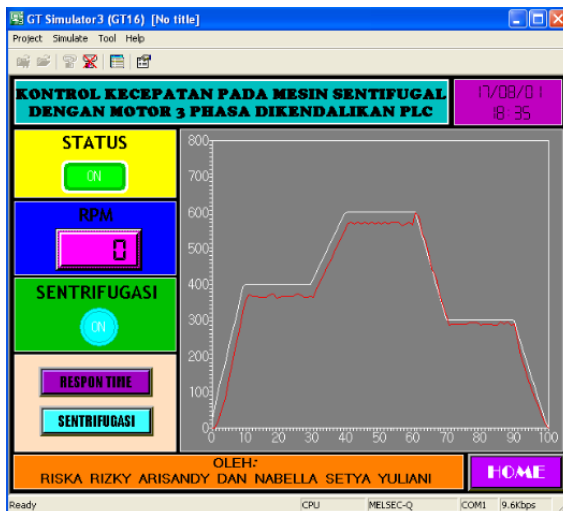 GT Simulator3 (GT16)  [No title]
Project  Simulate  Tool  Help
KONTROL KECEPATAN PADA MESIN SENTIFUGAL
DENGAN MOTOR 3 PHASA DIKENDALIKAN PLC
17/08/01
18 35
STATUS
ON
RPM
0
SENTRIFUGASI
ON
RESPON TIME
SENTRIFUGASI
800
700
600
500
400
300
200
100
0
0 10 20 30 40 50 60 70 80 90 100
OLEH:
RISKA RIZKY ARISANDY DAN NABELLA SETYA YULIANI
HOME
Ready CPU MELSEC-Q COM1 9.6Kbps